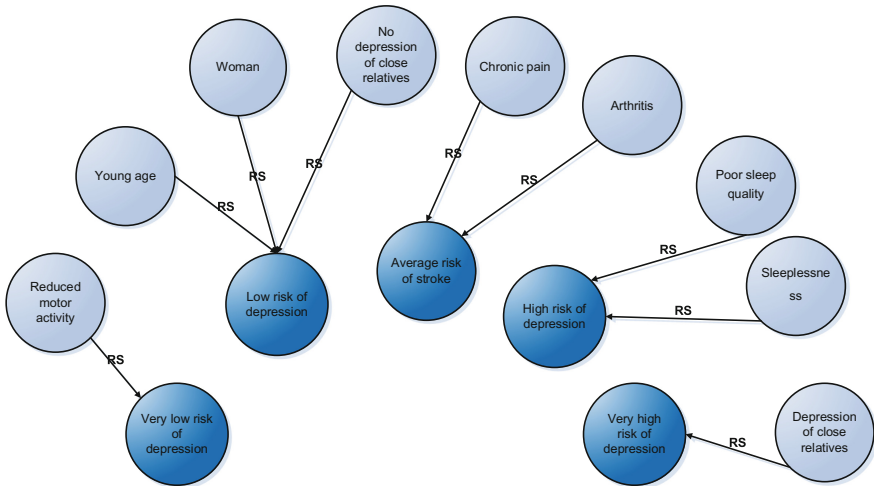 No
depression
of close
relatives
Woman
Chronic pain
Arthritis
Young age
Poor sleep
quality
RS
RS
RS
RS
RS
RS
RS
RS
RS
Average risk
of stroke
Sleeplessne
ss
Low risk of
depression
High risk of
depression
Reduced
motor
activity
Very low risk
of
depression
Very high
risk of
depression
Depression
of close
relatives